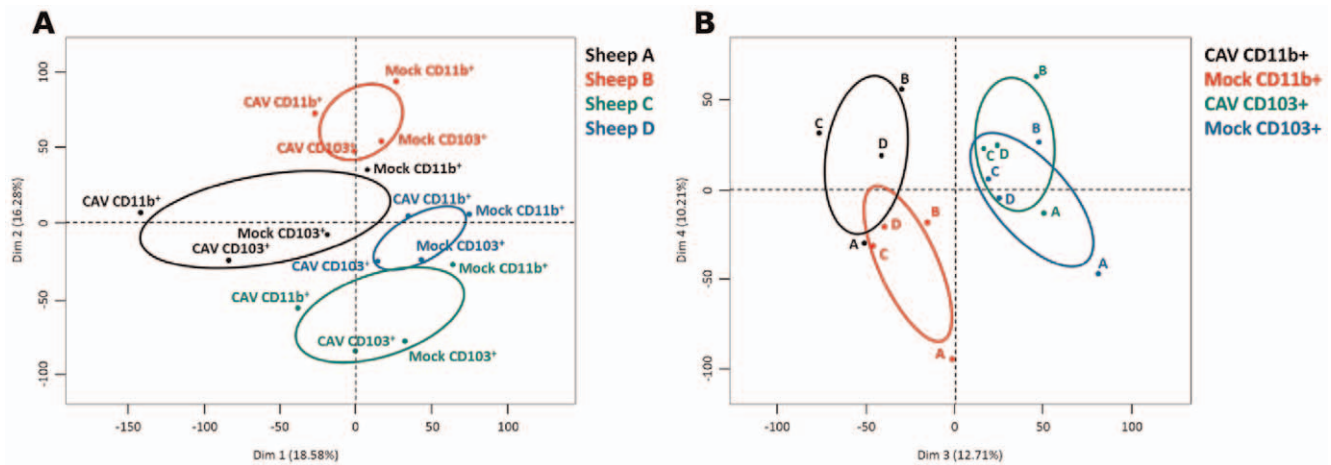 A
Sheep A
Sheep B
Sheep C
Sheep D
Mock CD11b⁺
CAV CD11b⁺
CAV CD103⁺
Mock CD103⁺
Mock CD11b⁺
CAV CD11b⁺
CAV CD11b⁺
Mock CD11b⁺
Mock CD103⁺
CAV CD103⁺
Mock CD103⁺
CAV CD103⁺
Mock CD11b⁺
CAV CD11b⁺
CAV CD103⁺
Mock CD103⁺
100
50
0
-50
-100
Dim 2 (16.28%)
-150 -100 -50 0 50 100
Dim 1 (18.58%)
B
CAV CD11b+
Mock CD11b+
CAV CD103+
Mock CD103+
B
B
C
D
B
C D
C
D
A
B
D
C
A
A
A
50
0
-50
-100
Dim 4 (10.21%)
-100 -50 0 50 100
Dim 3 (12.71%)